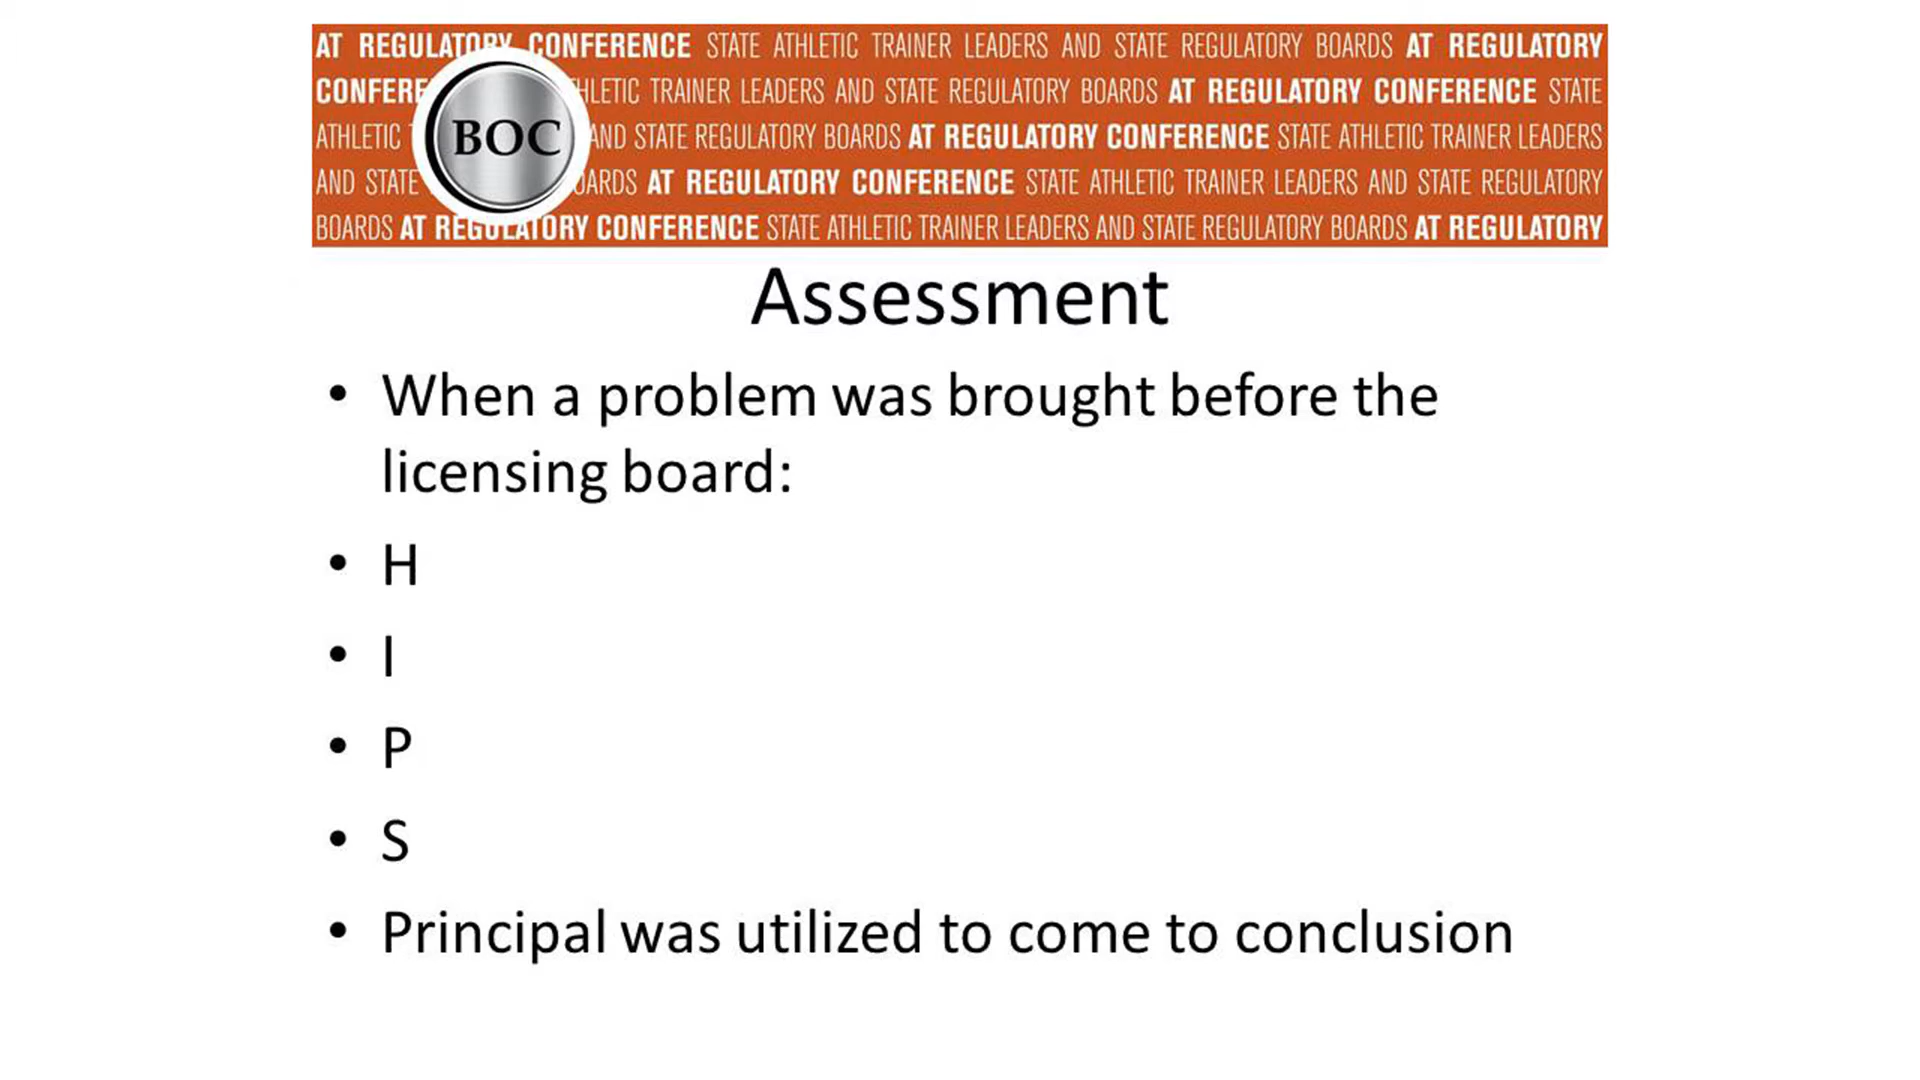 AT REGULATORY CONFERENCE STATE ATHLETIC TRAINER LEADERS AND STATE REGULATORY BOARDS AT REGULATORY
CONFERE HLETIC TRAINER LEADERS AND STATE REGULATORY BOARDS AT REGULATORY CONFERENCE STATE
ATHLETIC AND STATE REGULATORY BOARDS AT REGULATORY CONFERENCE STATE ATHLETIC TRAINER LEADERS
BOC
AND STATE OARDS AT REGULATORY CONFERENCE STATE ATHLETIC TRAINER LEADERS AND STATE REGULATORY
BOARDS AT REGULATORY CONFERENCE STATE ATHLETIC TRAINER LEADERS AND STATE REGULATORY BOARDS AT REGULATORY
Assessment
• When a problem was brought before the
licensing board:
• H
• I
• P
• S
• Principal was utilized to come to conclusion